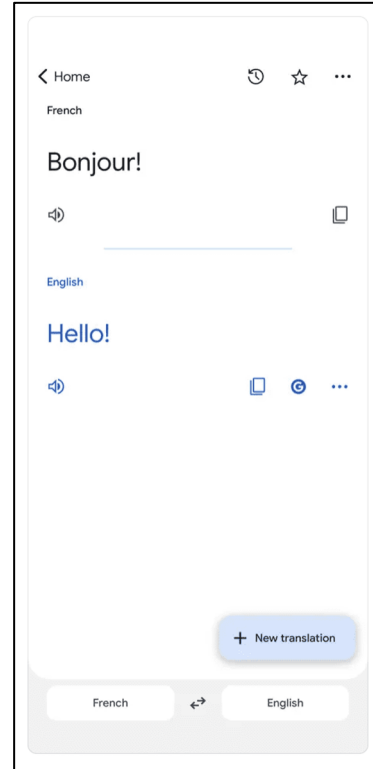 Home
French
Bonjour!
English
Hello!
G
+ New translation
French
English